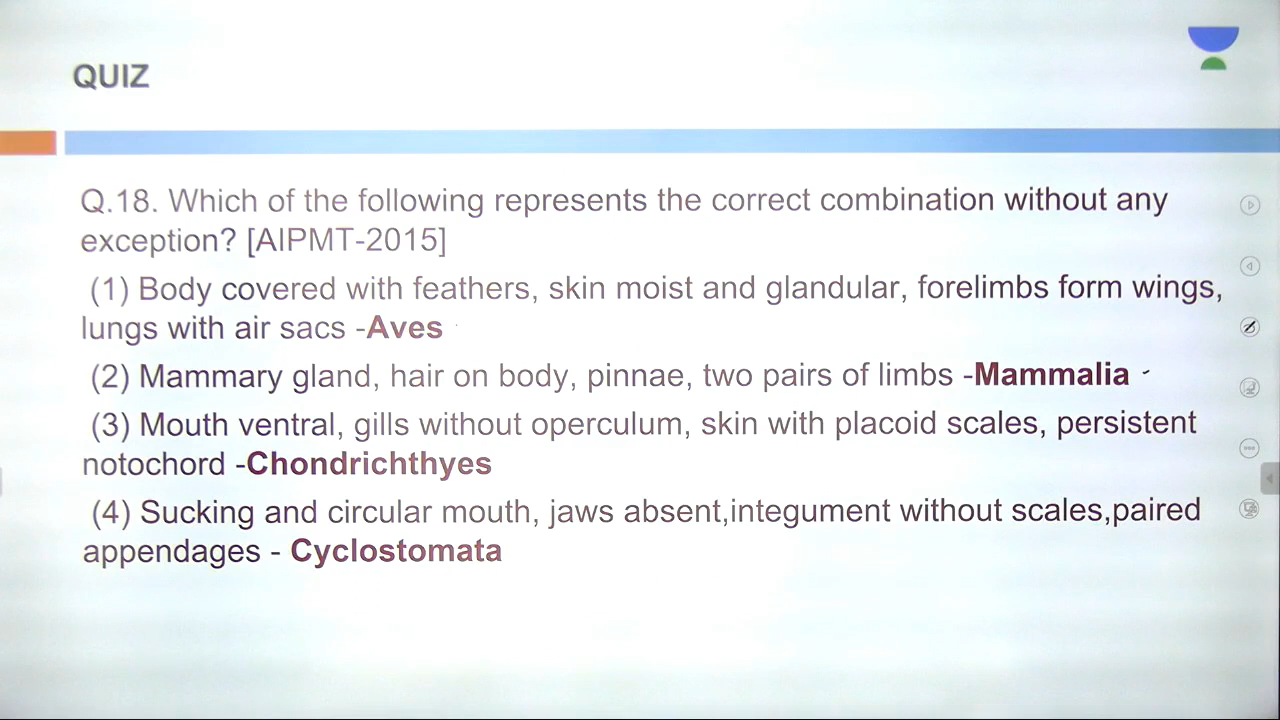 QUIZ
Q.18. Which of the following represents the correct combination without any
exception? [AIPMT-2015]
(1) Body covered with feathers, skin moist and glandular, forelimbs form wings,
lungs with air sacs -Aves
(2) Mammary gland, hair on body, pinnae, two pairs of limbs -Mammalia
(3) Mouth ventral, gills without operculum, skin with placoid scales, persistent
notochord -Chondrichthyes
(4) Sucking and circular mouth, jaws absent,integument without scales,paired
appendages - Cyclostomata